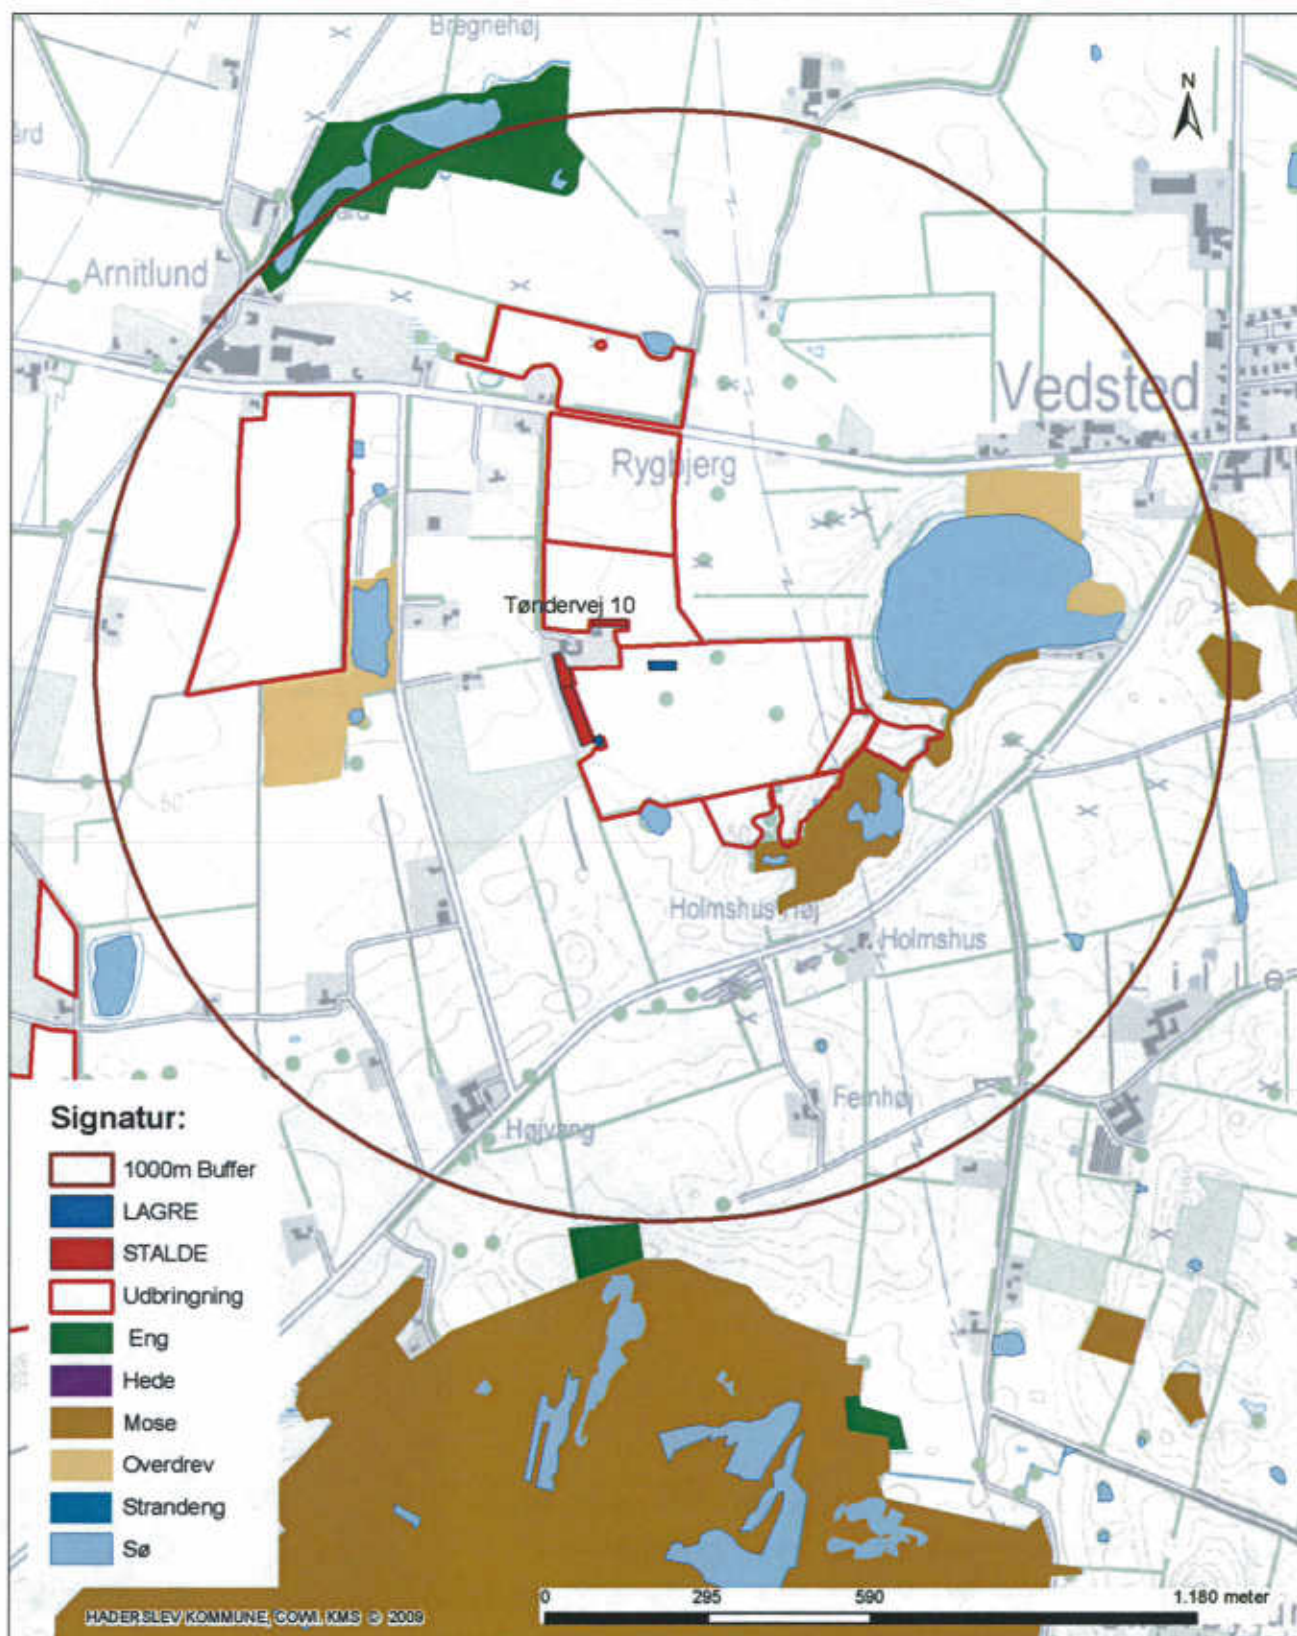 Bregnehøj
N
Arnitlund
Vedsted
Rygbjerg
Tøndervej 10
Holmshus Høj
Holmshus
Fernhøj
Højvang
Signatur:
1000m Buffer
LAGRE
STALDE
Udbringning
Eng
Hede
Mose
Overdrev
Strandeng
Sø
0 295 590 1.180 meter
HADERSLEV KOMMUNE, COWI, KMS © 2009